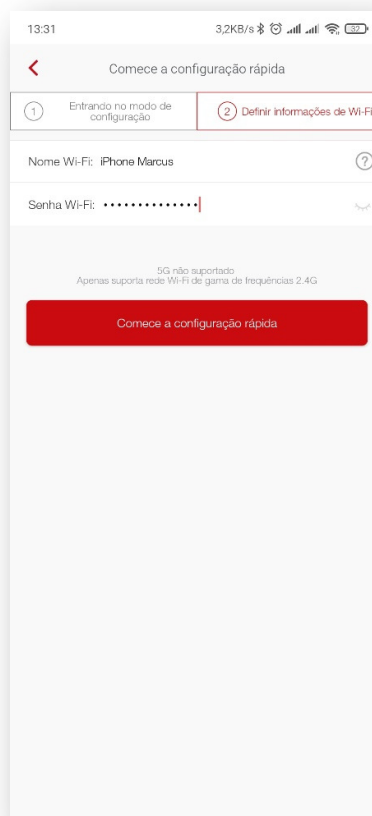 13:31 3,2KB/s 32
Comece a configuração rápida
1 Entrando no modo de
configuração
2 Definir informações de Wi-Fi
Nome Wi-Fi: iPhone Marcus ?
Senha Wi-Fi: ••••••••••••••
5G não suportado
Apenas suporta rede Wi-Fi de gama de frequências 2.4G
Comece a configuração rápida